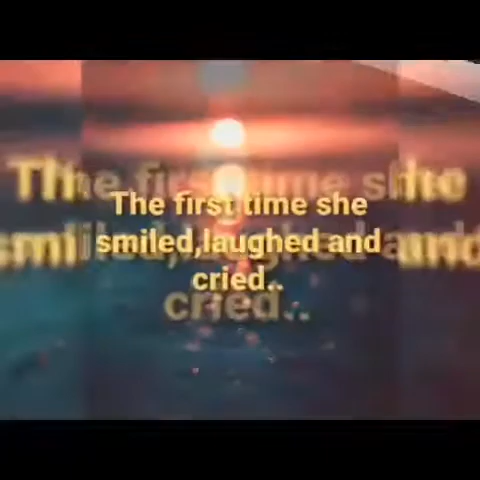 The first time she
smiled,laughed and
cried..